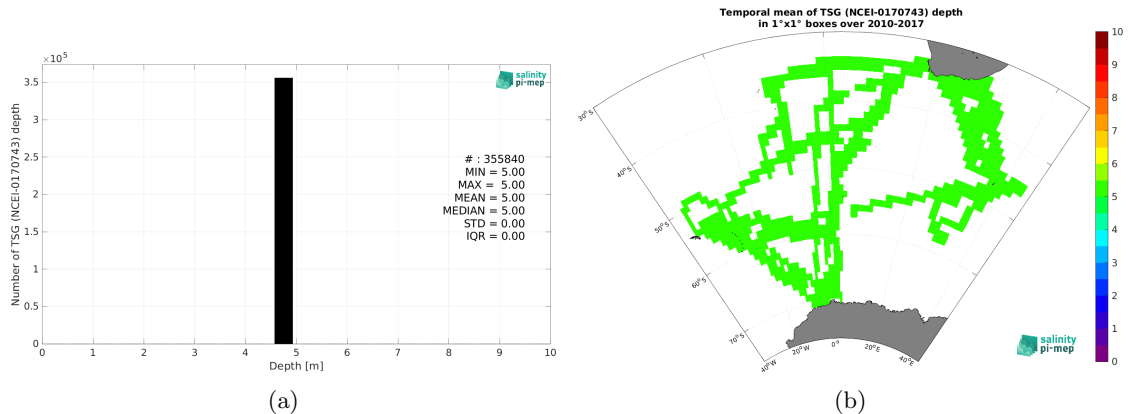 ×10⁵
3.5
3
2.5
2
1.5
1
0.5
0
Number of TSG (NCEI-0170743) depth
0 1 2 3 4 5 6 7 8 9 10
Depth [m]
salinity
pi-mep
# : 355840
MIN = 5.00
MAX = 5.00
MEAN = 5.00
MEDIAN = 5.00
STD = 0.00
IQR = 0.00
(a)
Temporal mean of TSG (NCEI-0170743) depth
in 1°x1° boxes over 2010-2017
30°S
40°S
50°S
60°S
70°S
40°W
20°W
0°
20°E
40°E
10
9
8
7
6
5
4
3
2
1
0
salinity
pi-mep
(b)